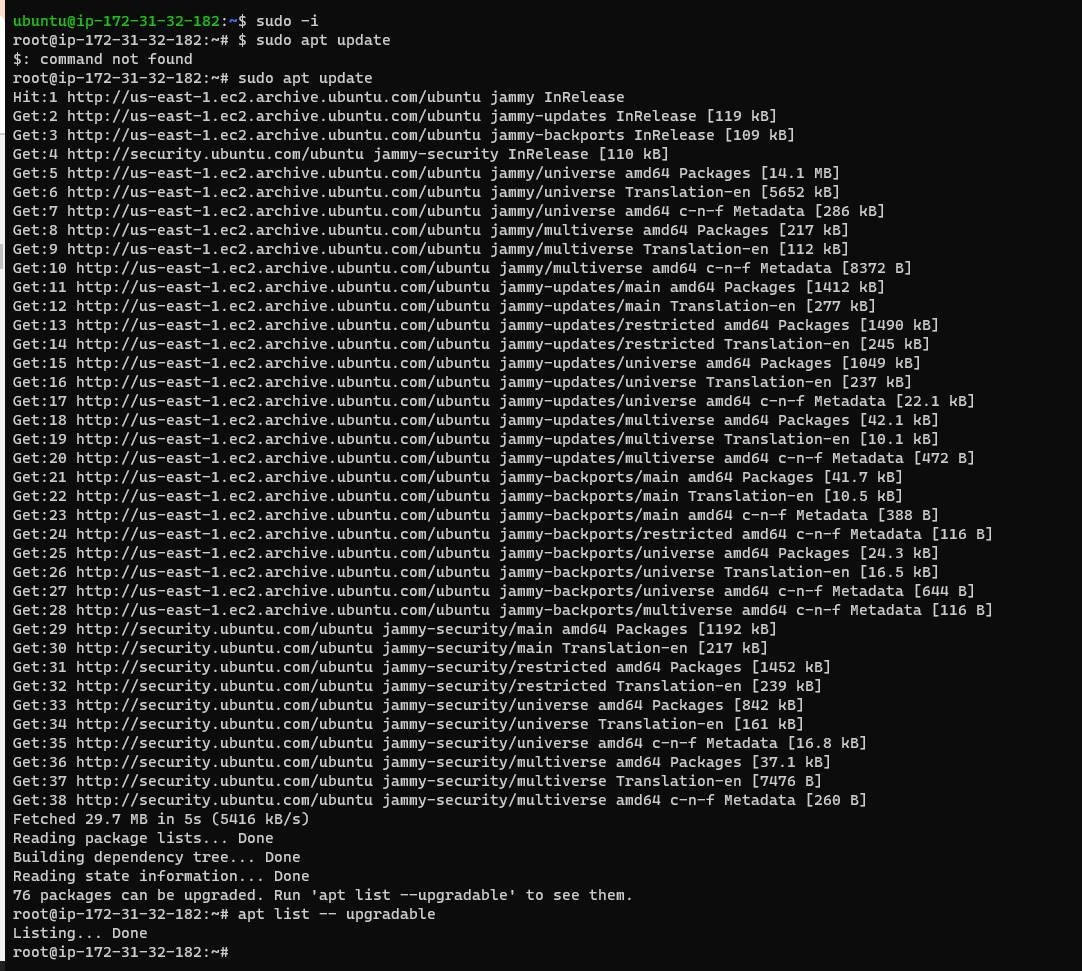 ubuntu@ip-172-31-32-182:~$ sudo -i
root@ip-172-31-32-182:~# $ sudo apt update
$: command not found
root@ip-172-31-32-182:~# sudo apt update
Hit:1 http://us-east-1.ec2.archive.ubuntu.com/ubuntu jammy InRelease
Get:2 http://us-east-1.ec2.archive.ubuntu.com/ubuntu jammy-updates InRelease [119 kB]
Get:3 http://us-east-1.ec2.archive.ubuntu.com/ubuntu jammy-backports InRelease [109 kB]
Get:4 http://security.ubuntu.com/ubuntu jammy-security InRelease [110 kB]
Get:5 http://us-east-1.ec2.archive.ubuntu.com/ubuntu jammy/universe amd64 Packages [14.1 MB]
Get:6 http://us-east-1.ec2.archive.ubuntu.com/ubuntu jammy/universe Translation-en [5652 kB]
Get:7 http://us-east-1.ec2.archive.ubuntu.com/ubuntu jammy/universe amd64 c-n-f Metadata [286 kB]
Get:8 http://us-east-1.ec2.archive.ubuntu.com/ubuntu jammy/multiverse amd64 Packages [217 kB]
Get:9 http://us-east-1.ec2.archive.ubuntu.com/ubuntu jammy/multiverse Translation-en [112 kB]
Get:10 http://us-east-1.ec2.archive.ubuntu.com/ubuntu jammy/multiverse amd64 c-n-f Metadata [8372 B]
Get:11 http://us-east-1.ec2.archive.ubuntu.com/ubuntu jammy-updates/main amd64 Packages [1412 kB]
Get:12 http://us-east-1.ec2.archive.ubuntu.com/ubuntu jammy-updates/main Translation-en [277 kB]
Get:13 http://us-east-1.ec2.archive.ubuntu.com/ubuntu jammy-updates/restricted amd64 Packages [1490 kB]
Get:14 http://us-east-1.ec2.archive.ubuntu.com/ubuntu jammy-updates/restricted Translation-en [245 kB]
Get:15 http://us-east-1.ec2.archive.ubuntu.com/ubuntu jammy-updates/universe amd64 Packages [1049 kB]
Get:16 http://us-east-1.ec2.archive.ubuntu.com/ubuntu jammy-updates/universe Translation-en [237 kB]
Get:17 http://us-east-1.ec2.archive.ubuntu.com/ubuntu jammy-updates/universe amd64 c-n-f Metadata [22.1 kB]
Get:18 http://us-east-1.ec2.archive.ubuntu.com/ubuntu jammy-updates/multiverse amd64 Packages [42.1 kB]
Get:19 http://us-east-1.ec2.archive.ubuntu.com/ubuntu jammy-updates/multiverse Translation-en [10.1 kB]
Get:20 http://us-east-1.ec2.archive.ubuntu.com/ubuntu jammy-updates/multiverse amd64 c-n-f Metadata [472 B]
Get:21 http://us-east-1.ec2.archive.ubuntu.com/ubuntu jammy-backports/main amd64 Packages [41.7 kB]
Get:22 http://us-east-1.ec2.archive.ubuntu.com/ubuntu jammy-backports/main Translation-en [10.5 kB]
Get:23 http://us-east-1.ec2.archive.ubuntu.com/ubuntu jammy-backports/main amd64 c-n-f Metadata [388 B]
Get:24 http://us-east-1.ec2.archive.ubuntu.com/ubuntu jammy-backports/restricted amd64 c-n-f Metadata [116 B]
Get:25 http://us-east-1.ec2.archive.ubuntu.com/ubuntu jammy-backports/universe amd64 Packages [24.3 kB]
Get:26 http://us-east-1.ec2.archive.ubuntu.com/ubuntu jammy-backports/universe Translation-en [16.5 kB]
Get:27 http://us-east-1.ec2.archive.ubuntu.com/ubuntu jammy-backports/universe amd64 c-n-f Metadata [644 B]
Get:28 http://us-east-1.ec2.archive.ubuntu.com/ubuntu jammy-backports/multiverse amd64 c-n-f Metadata [116 B]
Get:29 http://security.ubuntu.com/ubuntu jammy-security/main amd64 Packages [1192 kB]
Get:30 http://security.ubuntu.com/ubuntu jammy-security/main Translation-en [217 kB]
Get:31 http://security.ubuntu.com/ubuntu jammy-security/restricted amd64 Packages [1452 kB]
Get:32 http://security.ubuntu.com/ubuntu jammy-security/restricted Translation-en [239 kB]
Get:33 http://security.ubuntu.com/ubuntu jammy-security/universe amd64 Packages [842 kB]
Get:34 http://security.ubuntu.com/ubuntu jammy-security/universe Translation-en [161 kB]
Get:35 http://security.ubuntu.com/ubuntu jammy-security/universe amd64 c-n-f Metadata [16.8 kB]
Get:36 http://security.ubuntu.com/ubuntu jammy-security/multiverse amd64 Packages [37.1 kB]
Get:37 http://security.ubuntu.com/ubuntu jammy-security/multiverse Translation-en [7476 B]
Get:38 http://security.ubuntu.com/ubuntu jammy-security/multiverse amd64 c-n-f Metadata [260 B]
Fetched 29.7 MB in 5s (5416 kB/s)
Reading package lists... Done
Building dependency tree... Done
Reading state information... Done
76 packages can be upgraded. Run 'apt list --upgradable' to see them.
root@ip-172-31-32-182:~# apt list -- upgradable
Listing... Done
root@ip-172-31-32-182:~#